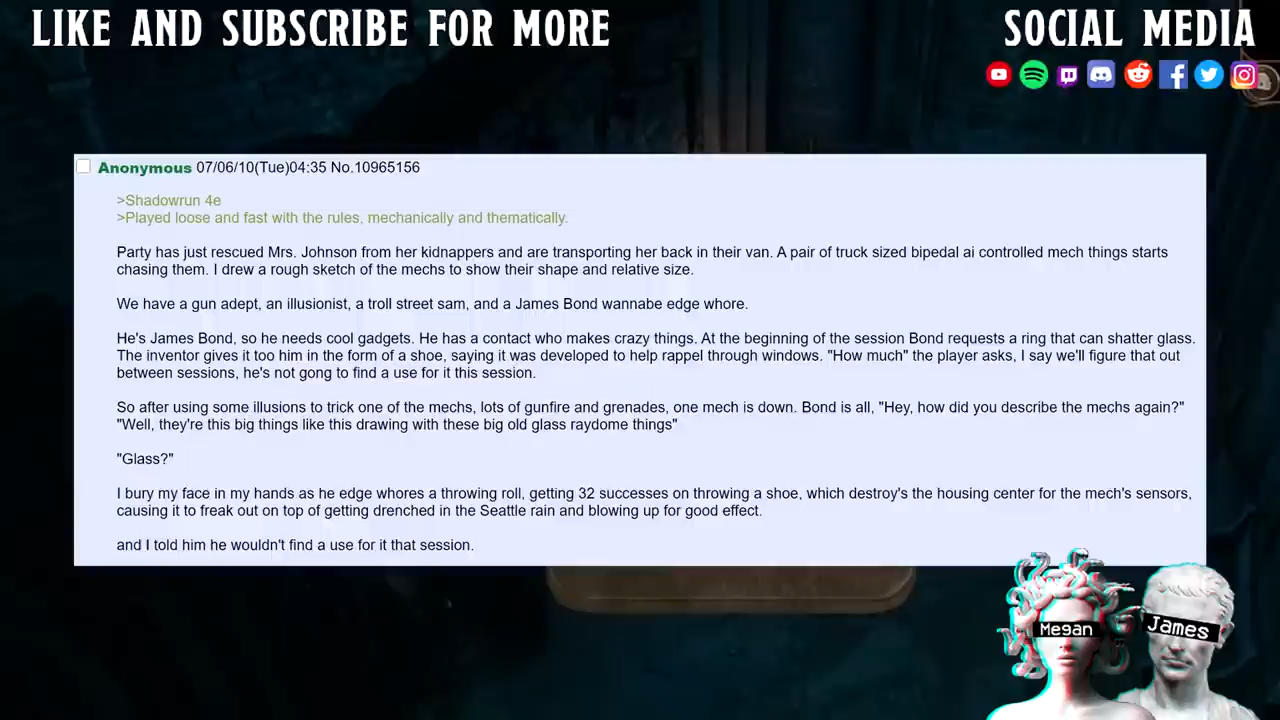 LIKE AND SUBSCRIBE FOR MORE
SOCIAL MEDIA
Anonymous 07/06/10(Tue)04:35 No.10965156
>Shadowrun 4e
>Played loose and fast with the rules, mechanically and thematically.
Party has just rescued Mrs. Johnson from her kidnappers and are transporting her back in their van. A pair of truck sized bipedal ai controlled mech things starts
chasing them. I drew a rough sketch of the mechs to show their shape and relative size.
We have a gun adept, an illusionist, a troll street sam, and a James Bond wannabe edge whore.
He's James Bond, so he needs cool gadgets. He has a contact who makes crazy things. At the beginning of the session Bond requests a ring that can shatter glass.
The inventor gives it too him in the form of a shoe, saying it was developed to help rappel through windows. "How much" the player asks, I say we'll figure that out
between sessions, he's not gong to find a use for it this session.
So after using some illusions to trick one of the mechs, lots of gunfire and grenades, one mech is down. Bond is all, "Hey, how did you describe the mechs again?"
"Well, they're this big things like this drawing with these big old glass raydome things"
"Glass?"
I bury my face in my hands as he edge whores a throwing roll, getting 32 successes on throwing a shoe, which destroy's the housing center for the mech's sensors,
causing it to freak out on top of getting drenched in the Seattle rain and blowing up for good effect.
and I told him he wouldn't find a use for it that session.
Megan
James